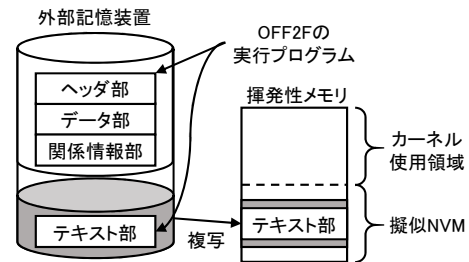 外部記憶装置
OFF2Fの
実行プログラム
ヘッダ部
データ部
関係情報部
テキスト部
複写
揮発性メモリ
カーネル
使用領域
テキスト部
擬似NVM